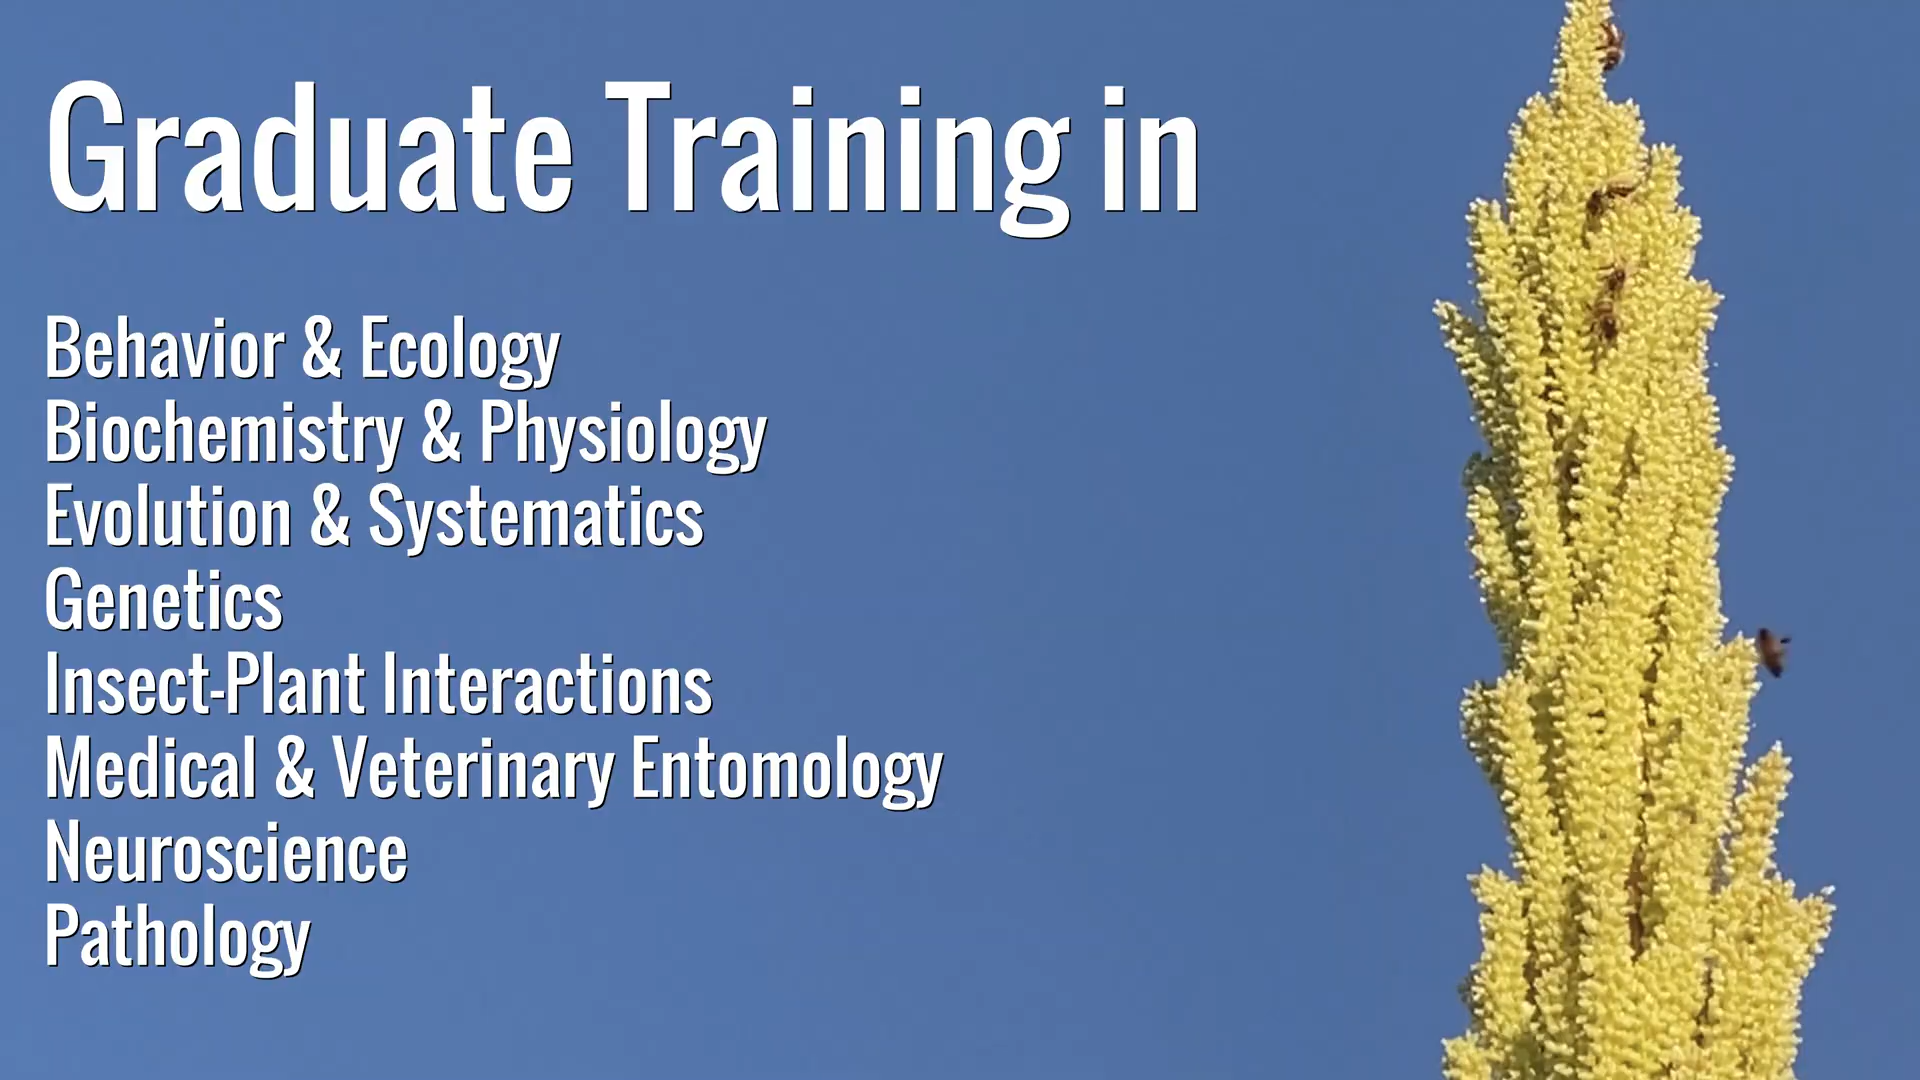 Graduate Training in
Behavior & Ecology
Biochemistry & Physiology
Evolution & Systematics
Genetics
Insect-Plant Interactions
Medical & Veterinary Entomology
Neuroscience
Pathology